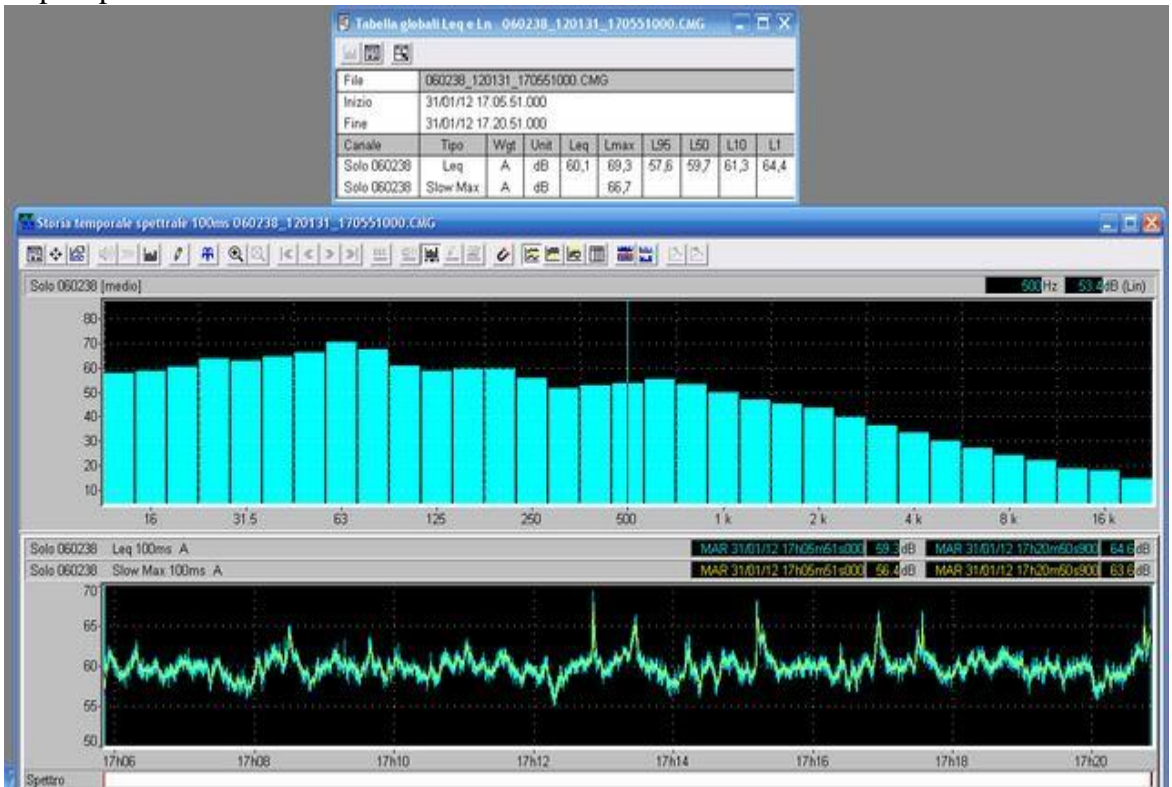 Tabella globali Leq e Ln 060238_120131_170551000.CMG
File 060238_120131_170551000.CMG
Inizio 31/01/12 17.05.51.000
Fine 31/01/12 17.20.51.000
Canale Tipo Wgt Unit Leq Lmax L95 L50 L10 L1
Solo 060238 Leq A dB 60,1 69,3 57,6 59,7 61,3 64,4
Solo 060238 Slow Max A dB 66,7
Storia temporale spettrale 100ms 060238_120131_170551000.CMG
Solo 060238 [medio] 500 Hz 53.4 dB (Lin)
80
70
60
50
40
30
20
10
16 31.5 63 125 250 500 1 k 2 k 4 k 8 k 16 k
Solo 060238 Leq 100ms A MAR 31/01/12 17h05m51s000 59.3 dB MAR 31/01/12 17h20m50s900 64.6 dB
Solo 060238 Slow Max 100ms A MAR 31/01/12 17h05m51s000 56.4 dB MAR 31/01/12 17h20m50s900 63.6 dB
70
65
60
55
50
17h06 17h08 17h10 17h12 17h14 17h16 17h18 17h20
Spettro